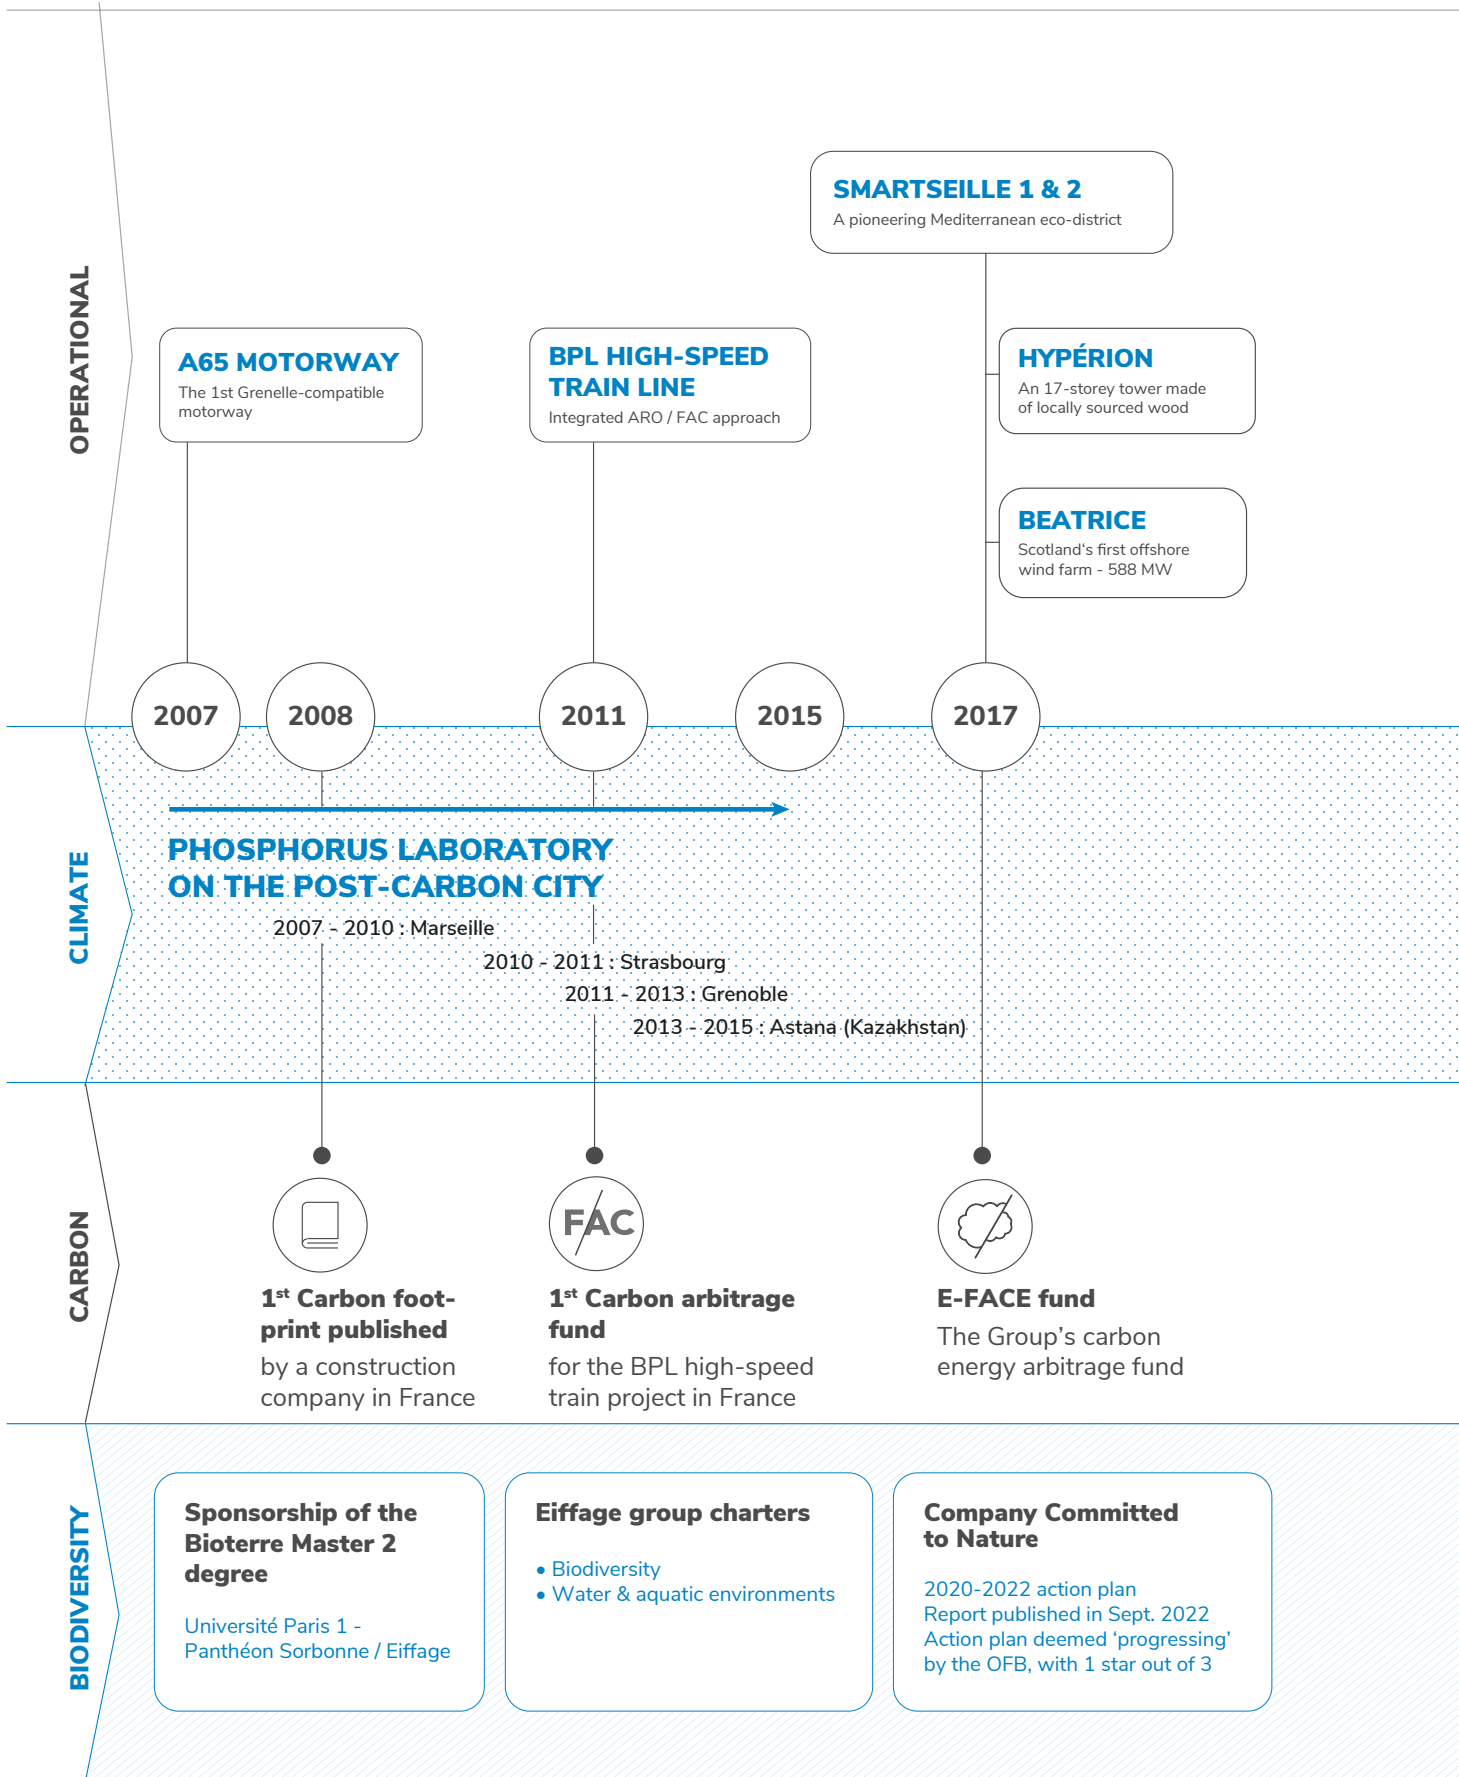 OPERATIONAL
SMARTSEILLE 1 & 2
A pioneering Mediterranean eco-district
A65 MOTORWAY
The 1st Grenelle-compatible
motorway
BPL HIGH-SPEED
TRAIN LINE
Integrated ARO / FAC approach
HYPÉRION
An 17-storey tower made
of locally sourced wood
BEATRICE
Scotland‘s first offshore
wind farm - 588 MW
2007
2008
2011
2015
2017
CLIMATE
PHOSPHORUS LABORATORY
ON THE POST-CARBON CITY
2007 - 2010 : Marseille
2010 - 2011 : Strasbourg
2011 - 2013 : Grenoble
2013 - 2015 : Astana (Kazakhstan)
CARBON
FAC
1st Carbon foot-
print published
by a construction
company in France
1st Carbon arbitrage
fund
for the BPL high-speed
train project in France
E-FACE fund
The Group’s carbon
energy arbitrage fund
BIODIVERSITY
Sponsorship of the
Bioterre Master 2
degree
Université Paris 1 -
Panthéon Sorbonne / Eiffage
Eiffage group charters
• Biodiversity
• Water & aquatic environments
Company Committed
to Nature
2020-2022 action plan
Report published in Sept. 2022
Action plan deemed ‘progressing’
by the OFB, with 1 star out of 3